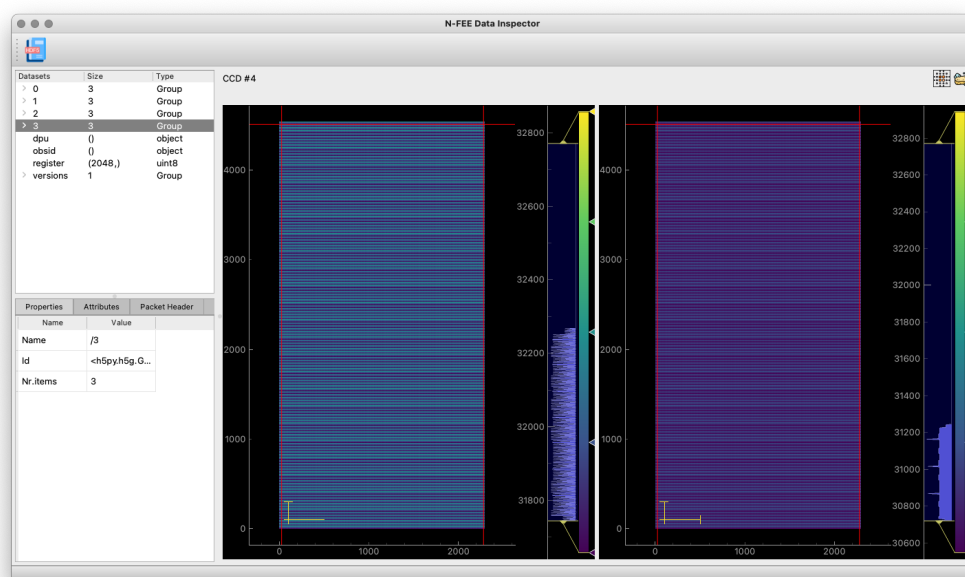 N-FEE Data Inspector
HDF5
Datasets Size Type
0 3 Group
1 3 Group
2 3 Group
3 3 Group
dpu () object
obsid () object
register (2048,) uint8
versions 1 Group
Properties Attributes Packet Header
Name Value
Name /3
Id <h5py.h5g.G...
Nr.items 3
CCD #4
4000
3000
2000
1000
0
0 1000 2000
32800
32600
32400
32200
32000
31800
4000
3000
2000
1000
0
0 1000 2000
32800
32600
32400
32200
32000
31800
31600
31400
31200
31000
30800
30600